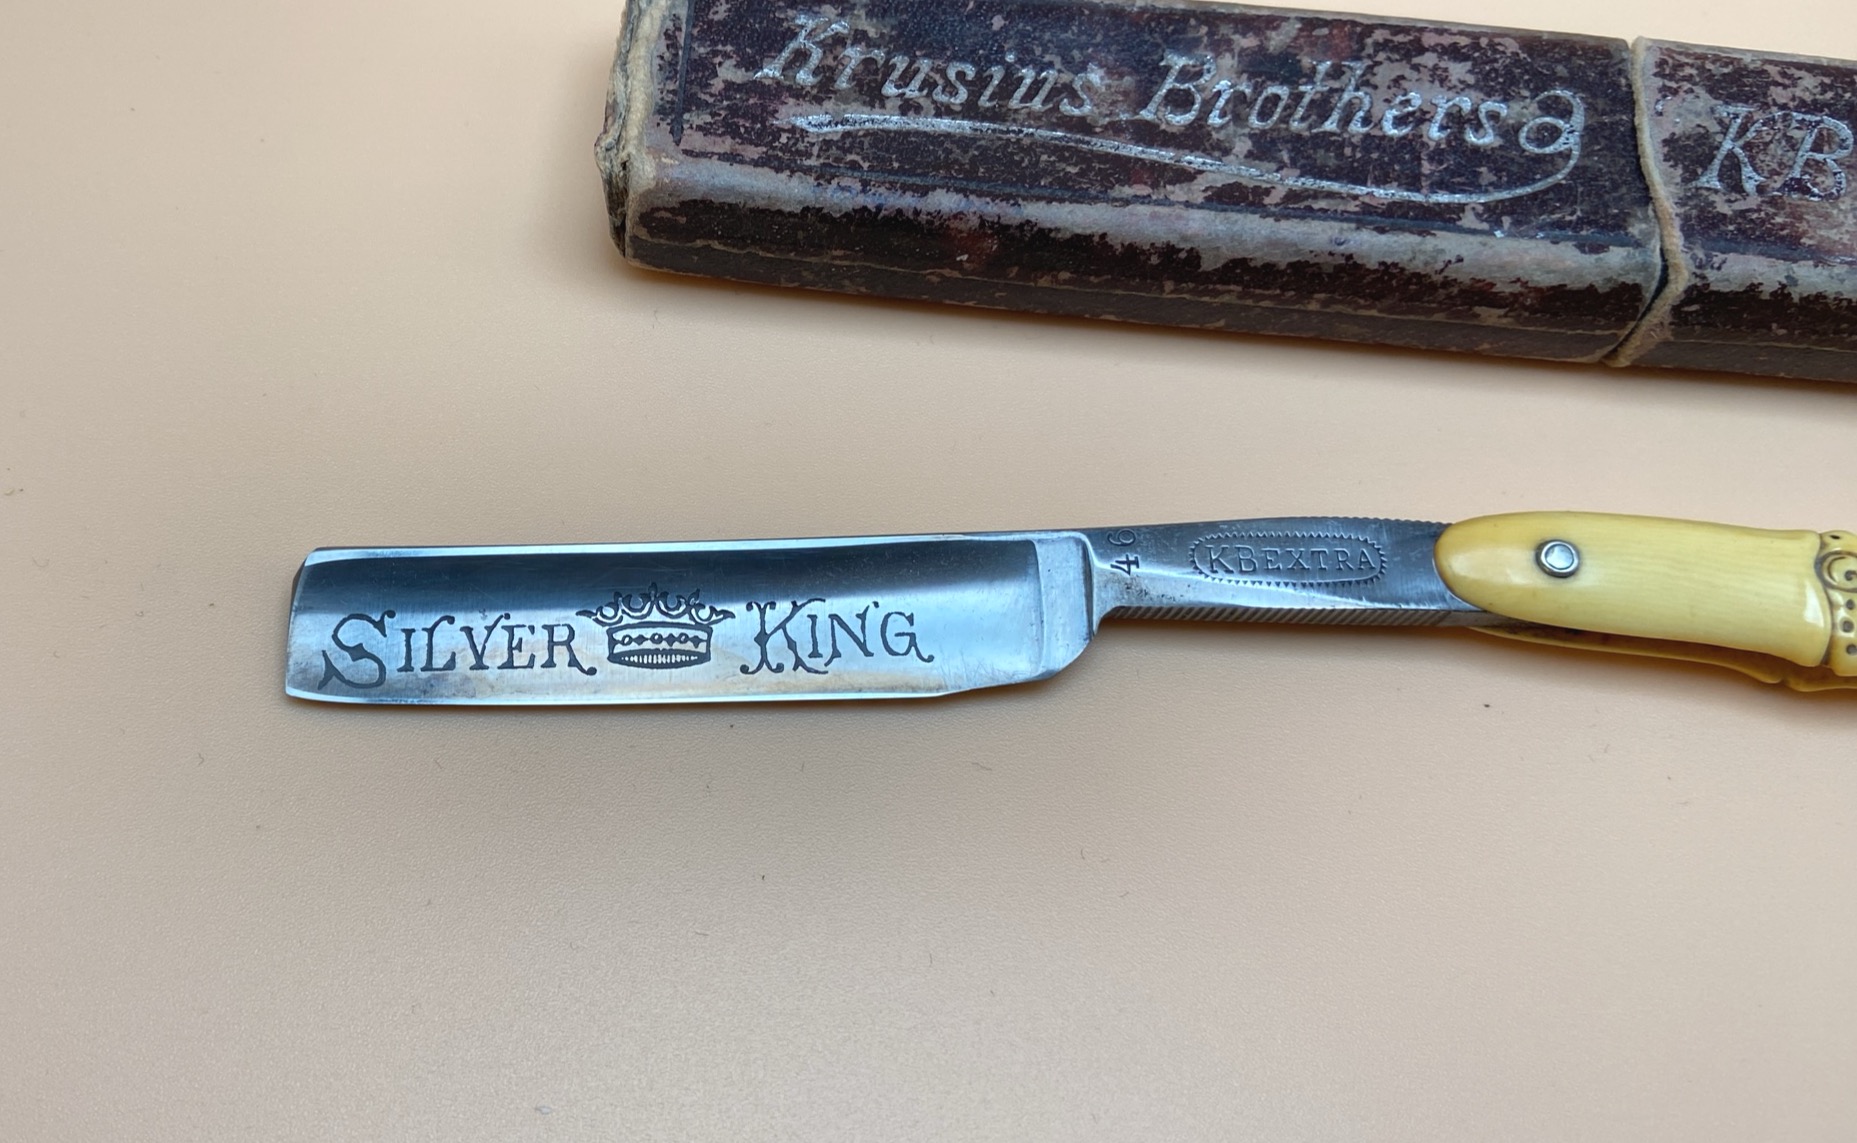 Krusius Brothers
KB
SILVER KING
46
KBEXTRA